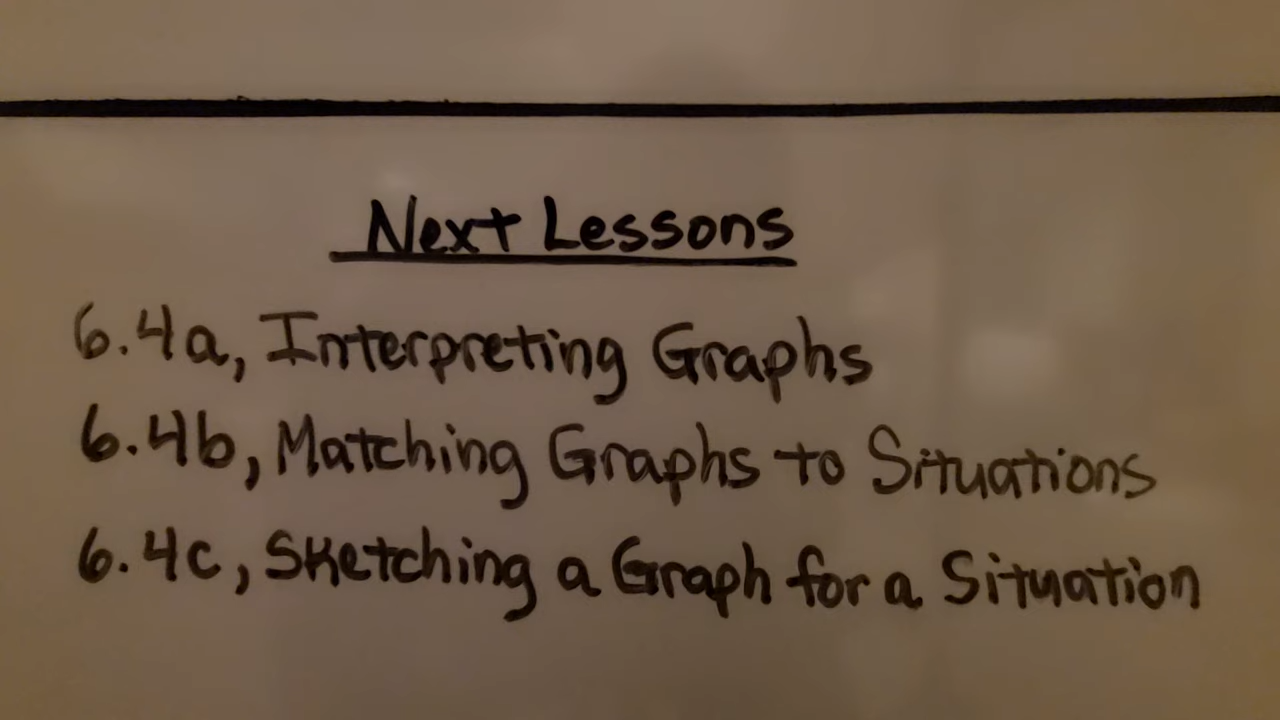 Next Lessons
6.4a, Interpreting Graphs
6.4b, Matching Graphs to Situations
6.4c, Sketching a Graph for a Situation